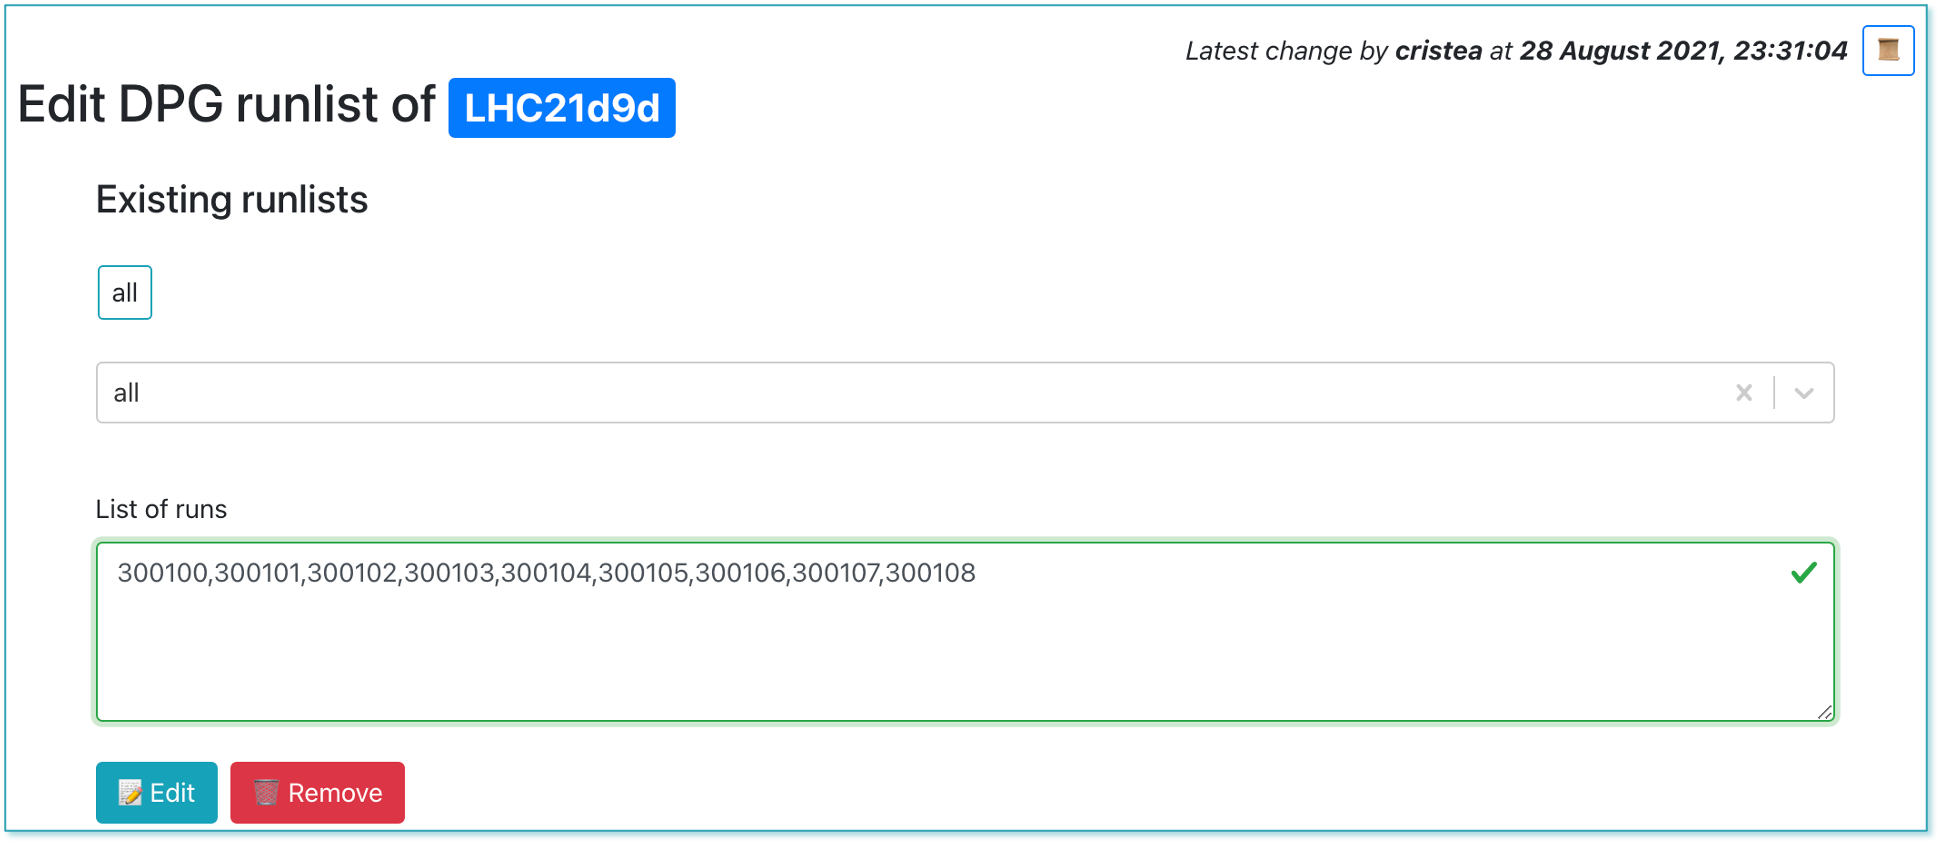 Latest change by cristea at 28 August 2021, 23:31:04
Edit DPG runlist of LHC21d9d
Existing runlists
all
all
List of runs
300100,300101,300102,300103,300104,300105,300106,300107,300108
Edit Remove